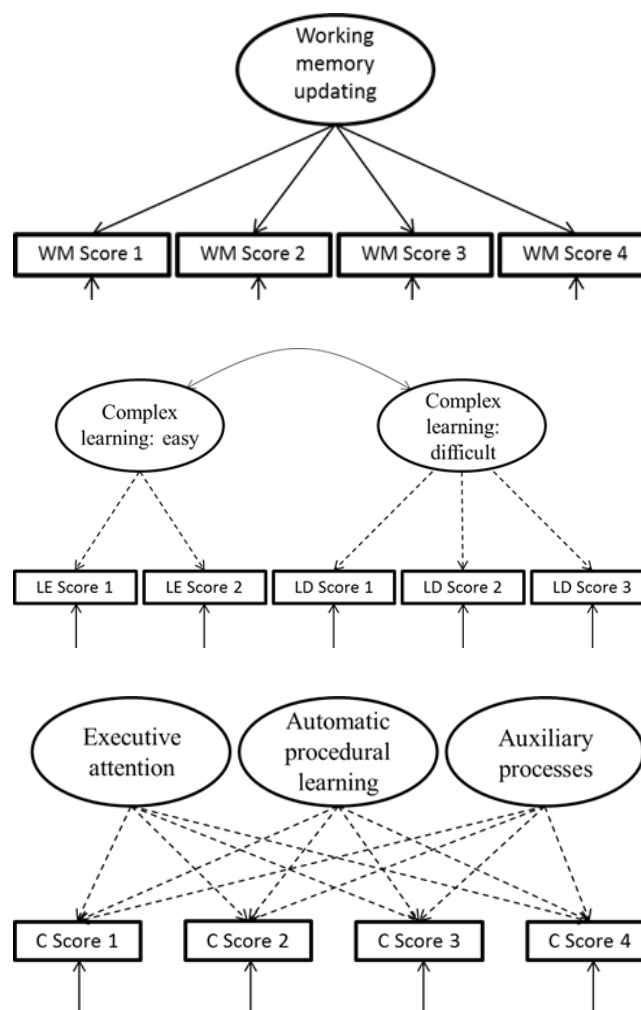 Working
memory
updating
WM Score 1
WM Score 2
WM Score 3
WM Score 4
Complex
learning: easy
Complex
learning:
difficult
LE Score 1
LE Score 2
LD Score 1
LD Score 2
LD Score 3
Executive
attention
Automatic
procedural
learning
Auxiliary
processes
C Score 1
C Score 2
C Score 3
C Score 4